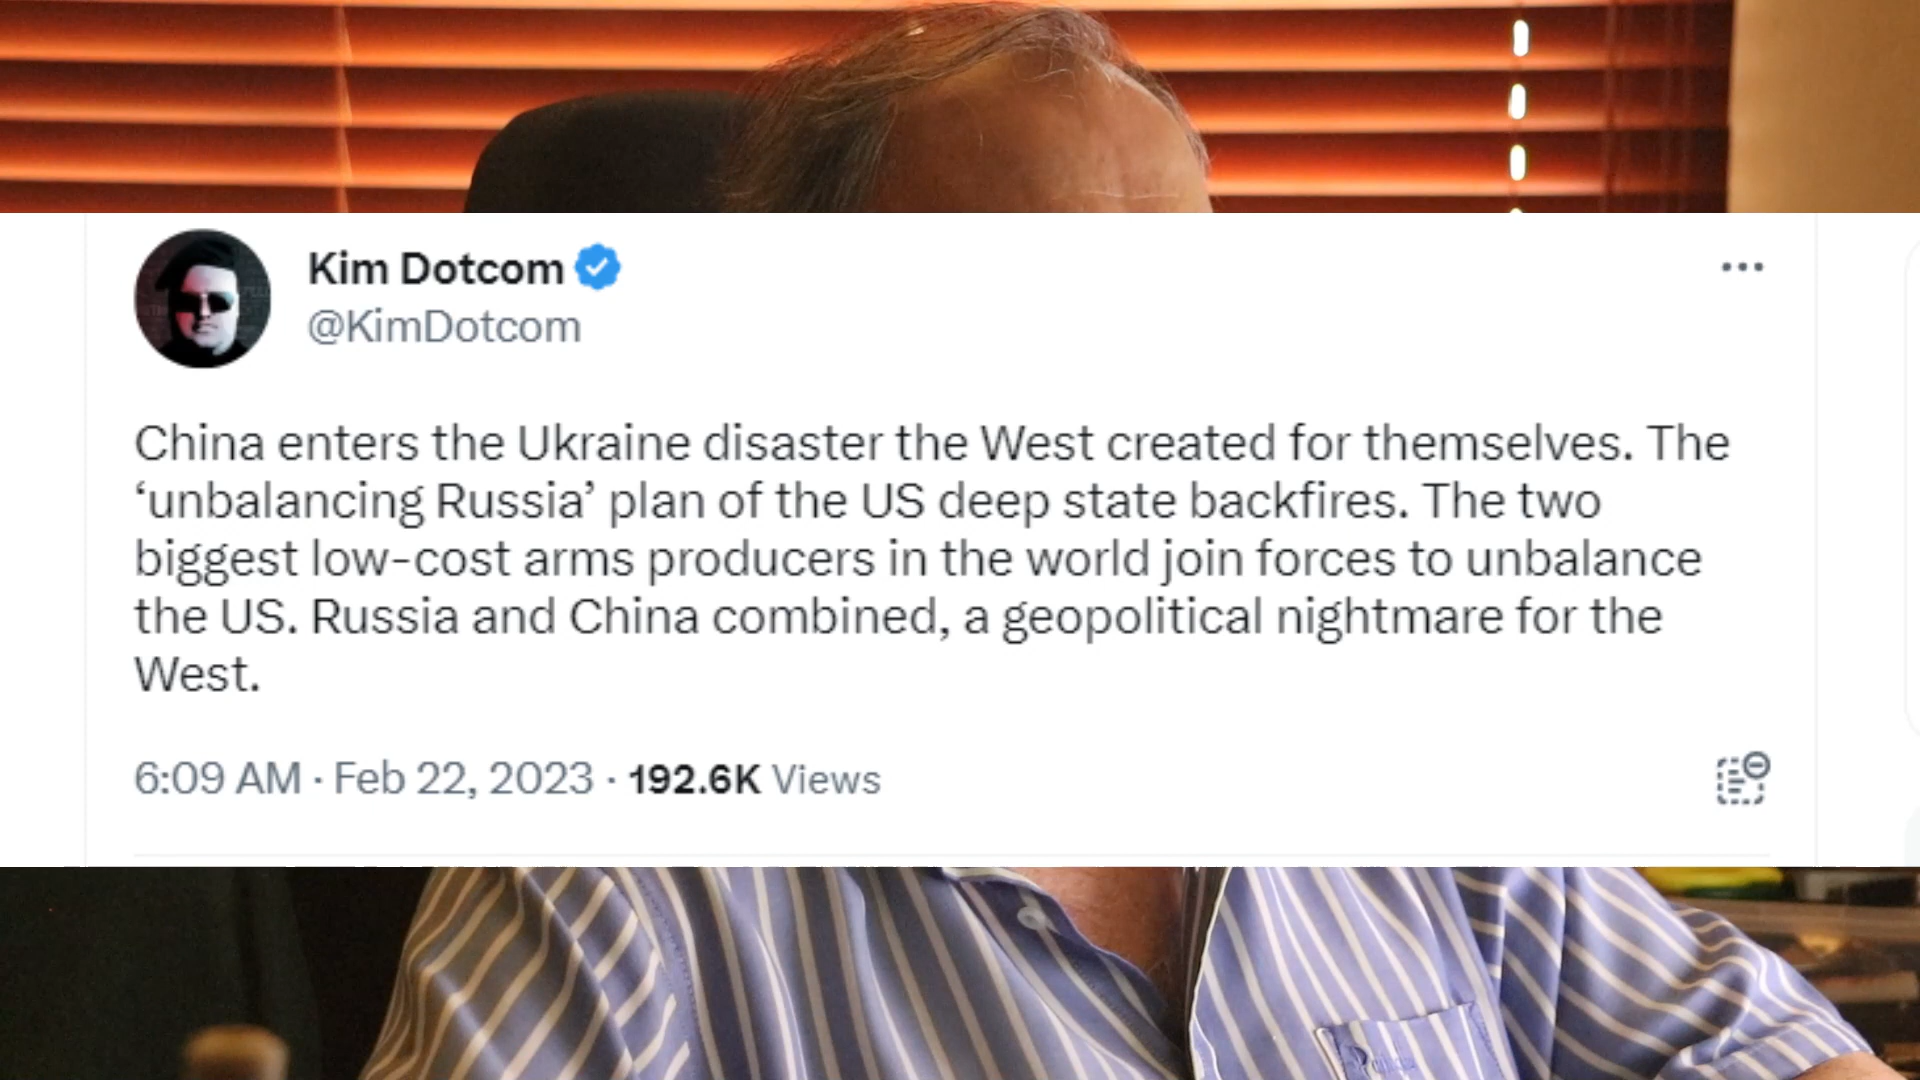 Kim Dotcom
@KimDotcom
China enters the Ukraine disaster the West created for themselves. The
‘unbalancing Russia’ plan of the US deep state backfires. The two
biggest low-cost arms producers in the world join forces to unbalance
the US. Russia and China combined, a geopolitical nightmare for the
West.
6:09 AM · Feb 22, 2023 · 192.6K Views